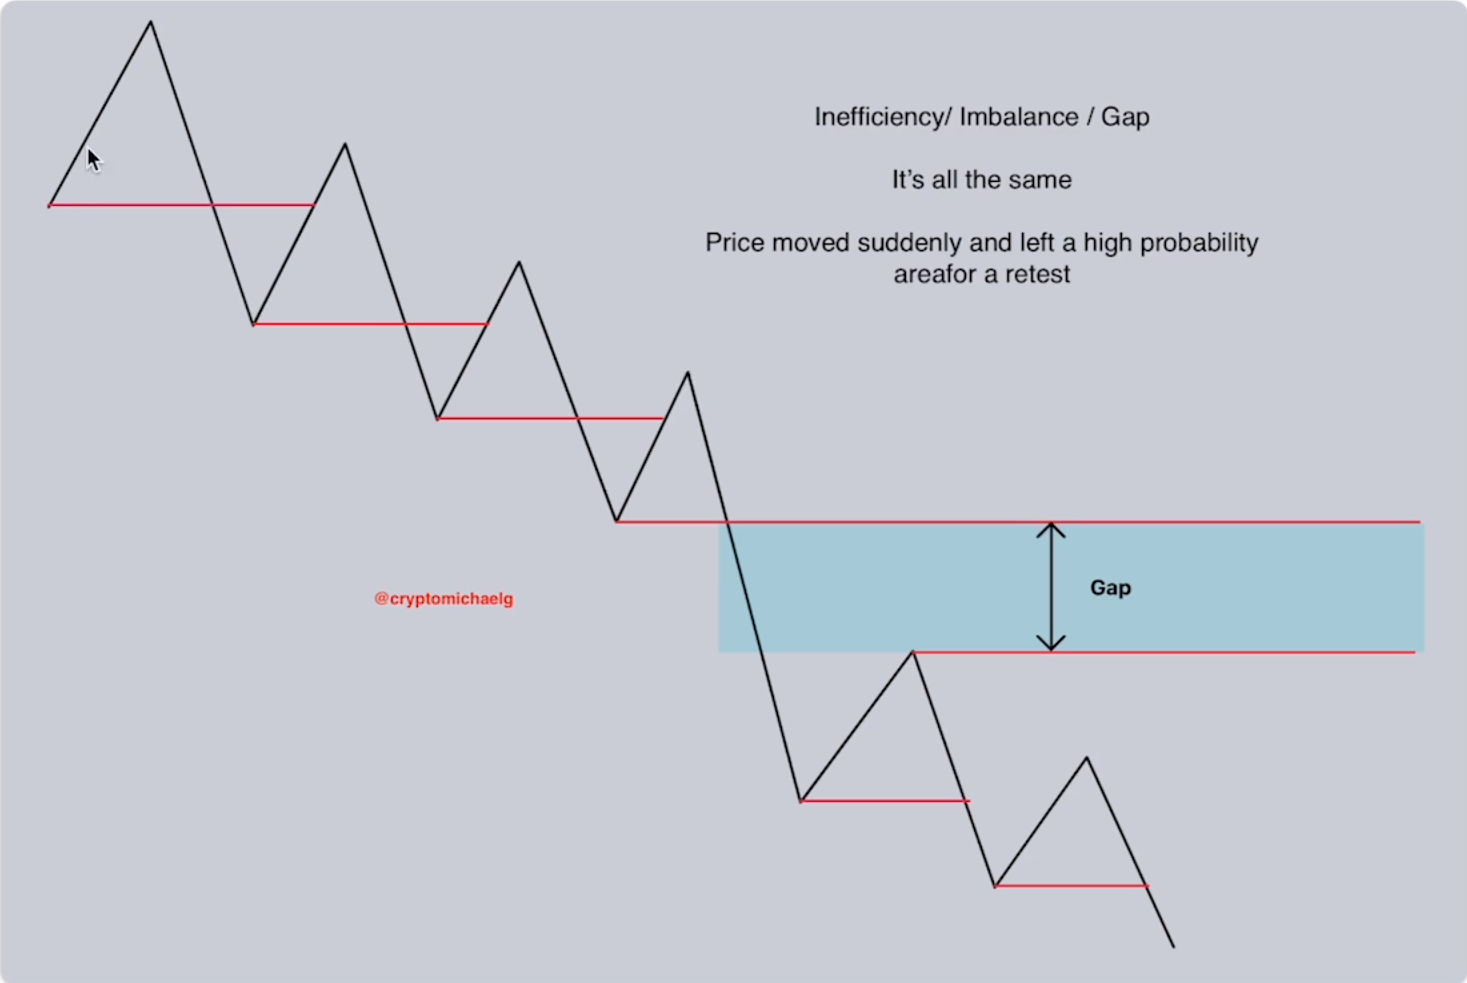 Inefficiency/ Imbalance / Gap
It's all the same
Price moved suddenly and left a high probability
areafor a retest
Gap
@cryptomichaelg